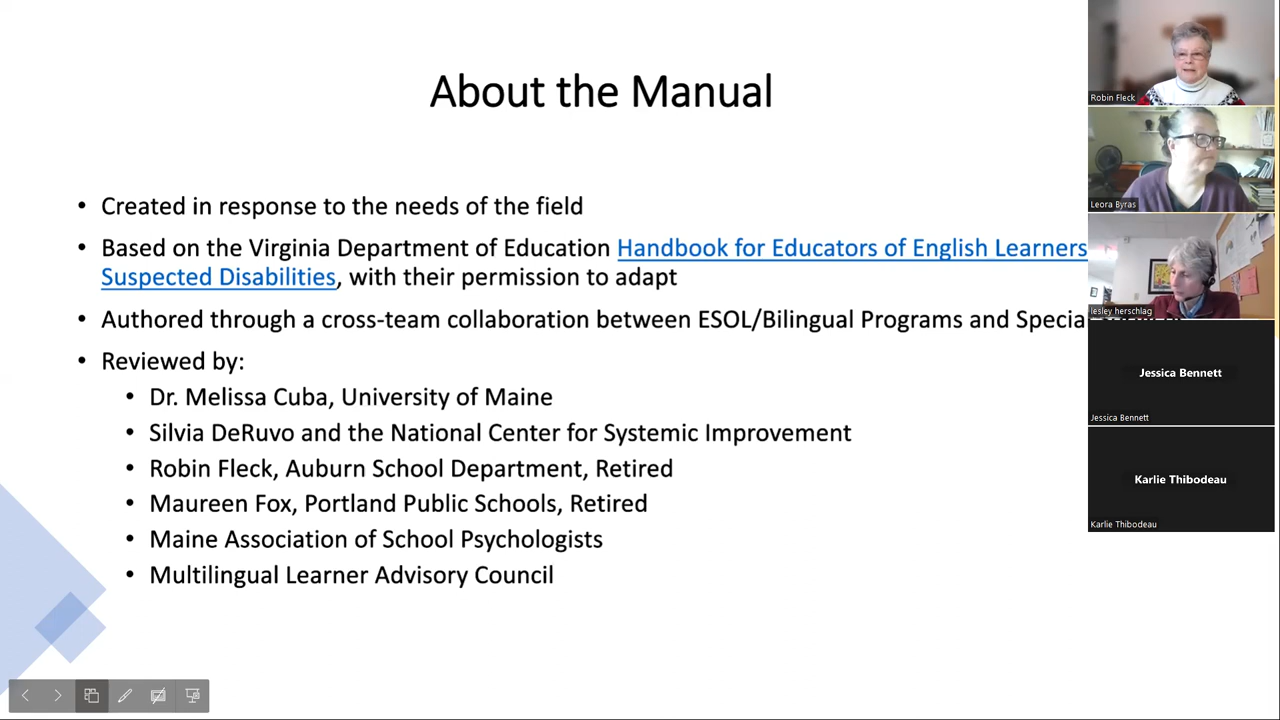 About the Manual
Created in response to the needs of the field
Based on the Virginia Department of Education Handbook for Educators of English Learners
Suspected Disabilities, with their permission to adapt
Authored through a cross-team collaboration between ESOL/Bilingual Programs and
Reviewed by:
Dr. Melissa Cuba, University of Maine
Silvia DeRuvo and the National Center for Systemic Improvement
Robin Fleck, Auburn School Department, Retired
Maureen Fox, Portland Public Schools, Retired
Maine Association of School Psychologists
Multilingual Learner Advisory Council
Robin Fleck
Leora Byras
lesley herschlag
Jessica Bennett
Jessica Bennett
Karlie Thibodeau
Karlie Thibodeau